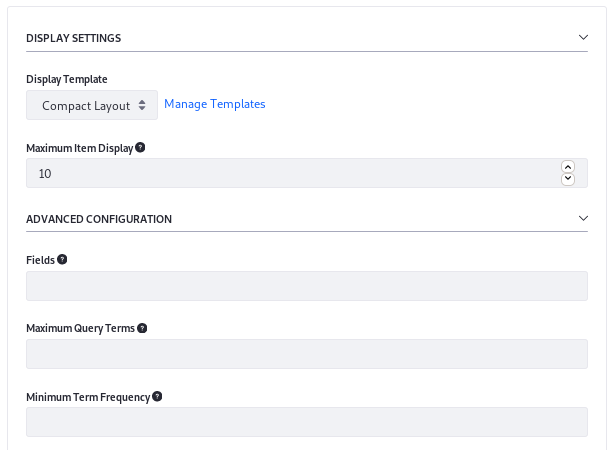 DISPLAY SETTINGS
Display Template
Compact Layout Manage Templates
Maximum Item Display ?
10
ADVANCED CONFIGURATION
Fields ?
Maximum Query Terms ?
Minimum Term Frequency ?